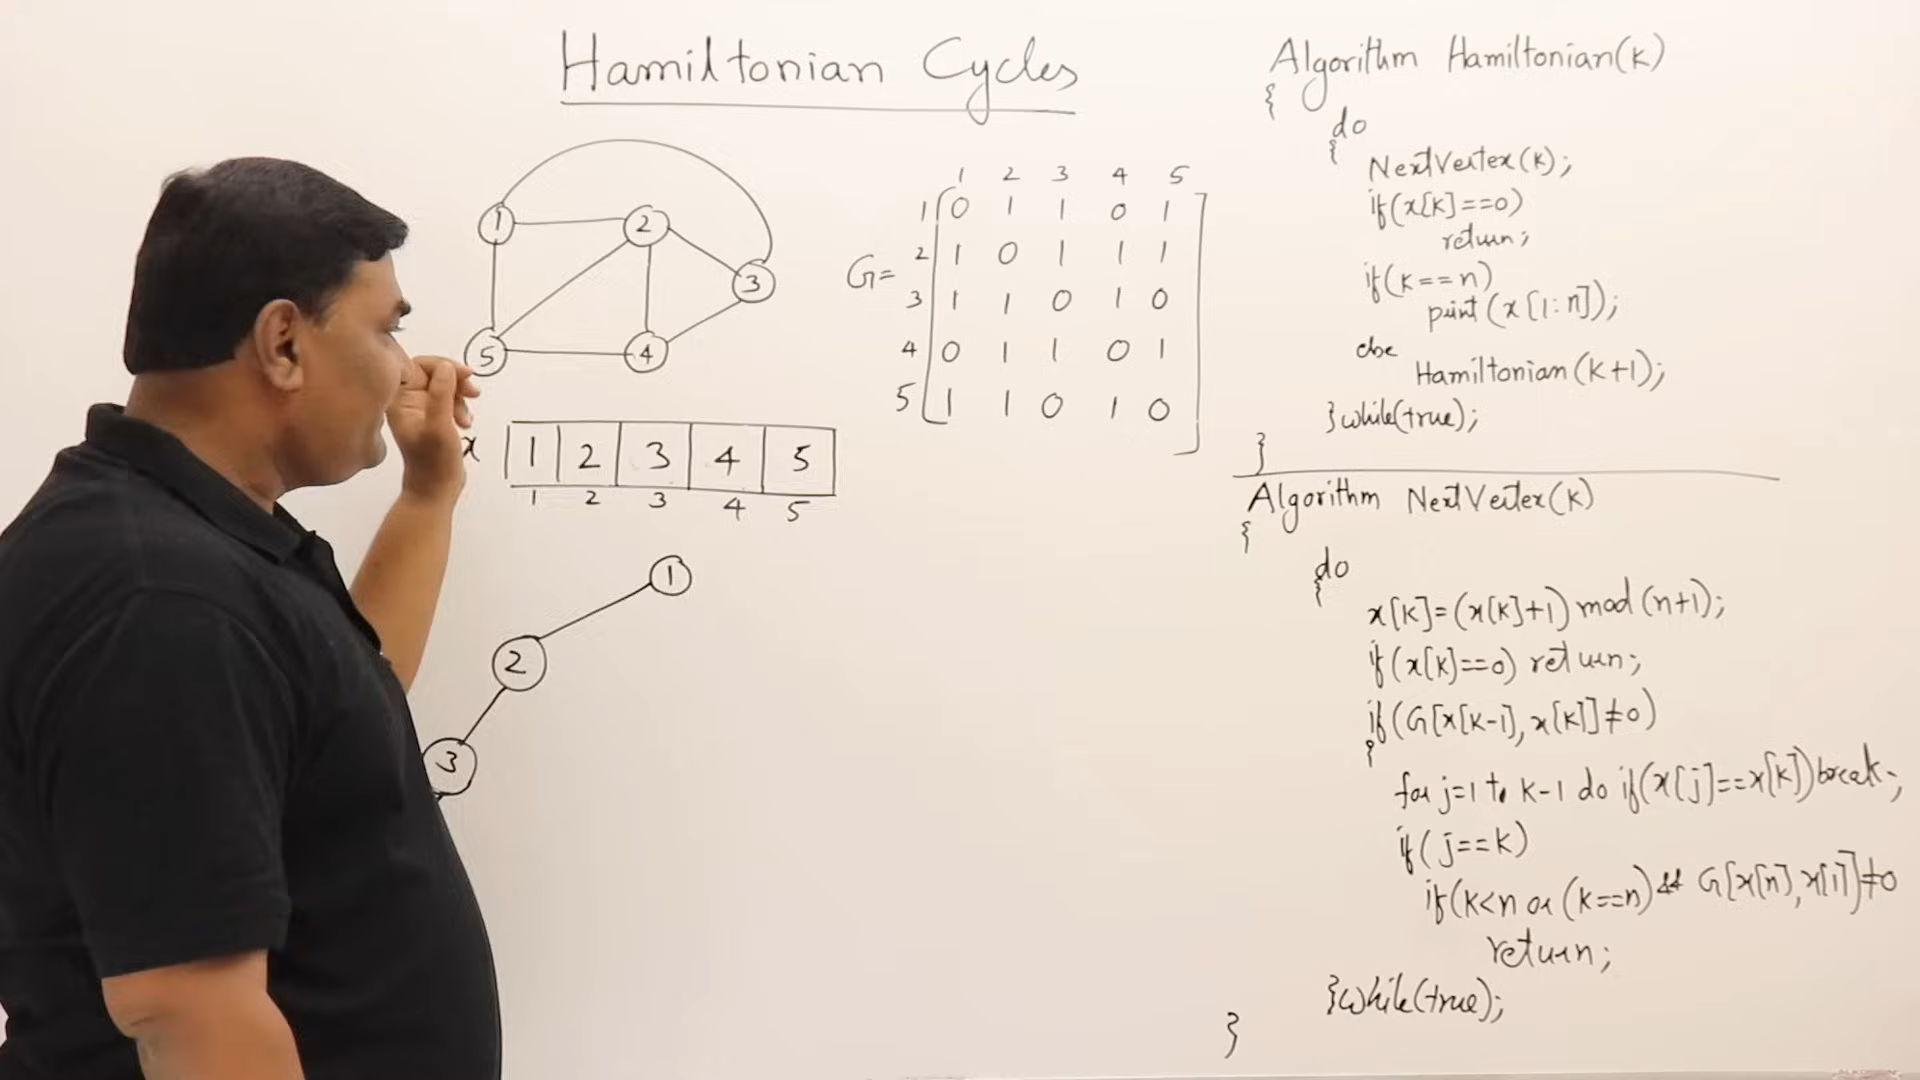 Hamiltonian Cycles
1
2
3
5
4
G=
1 2 3 4 5
1 0 1 1 0 1
2 1 0 1 1 1
3 1 1 0 1 0
4 0 1 1 0 1
5 1 1 0 1 0
x 1 2 3 4 5
1 2 3 4 5
1
2
3
Algorithm Hamiltonian(k)
{
do
{
NextVertex(k);
if(x[k]==0)
return;
if(k==n)
print(x[1:n]);
else
Hamiltonian(k+1);
}while(true);
}
Algorithm NextVertex(k)
{
do
{
x[k]=(x[k]+1) mod (n+1);
if(x[k]==0) return;
if(G[x[k-1], x[k]]≠0)
{
for j=1 to k-1 do if(x[j]==x[k]) break;
if(j==k)
if(k<n or (k==n) && G[x[n], x[1]]≠0
return;
}while(true);
}